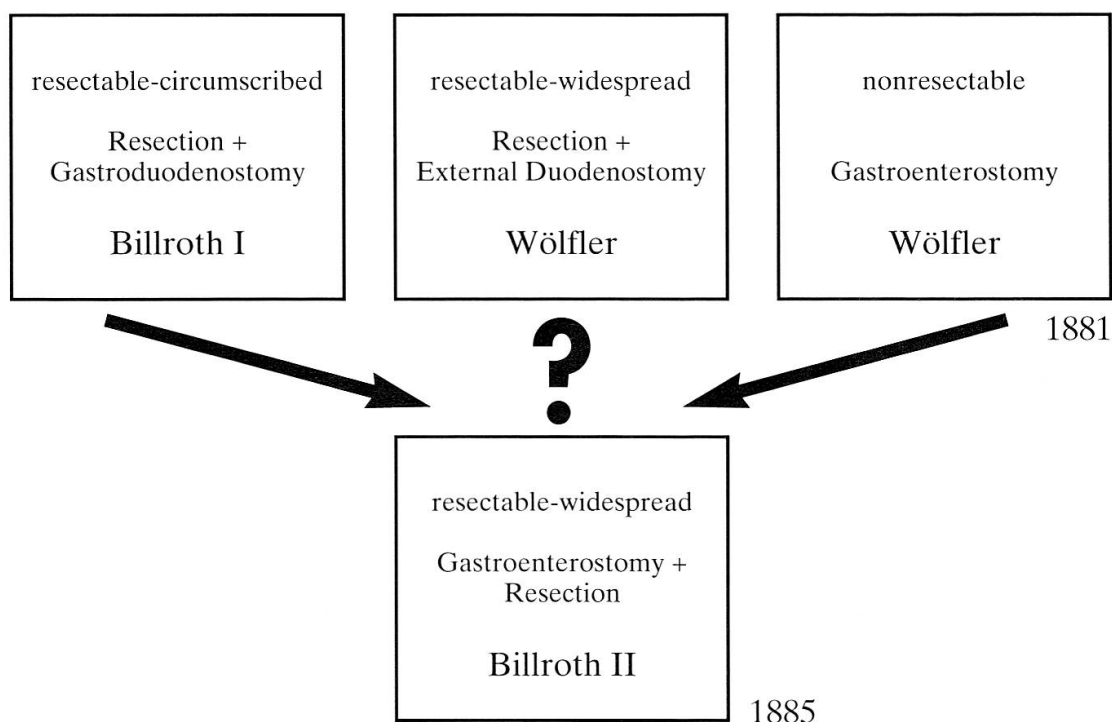 resectable-circumscribed
Resection +
Gastroduodenostomy
Billroth I
resectable-widespread
Resection +
External Duodenostomy
Wölfler
nonresectable
Gastroenterostomy
Wölfler
1881
?
resectable-widespread
Gastroenterostomy +
Resection
Billroth II
1885